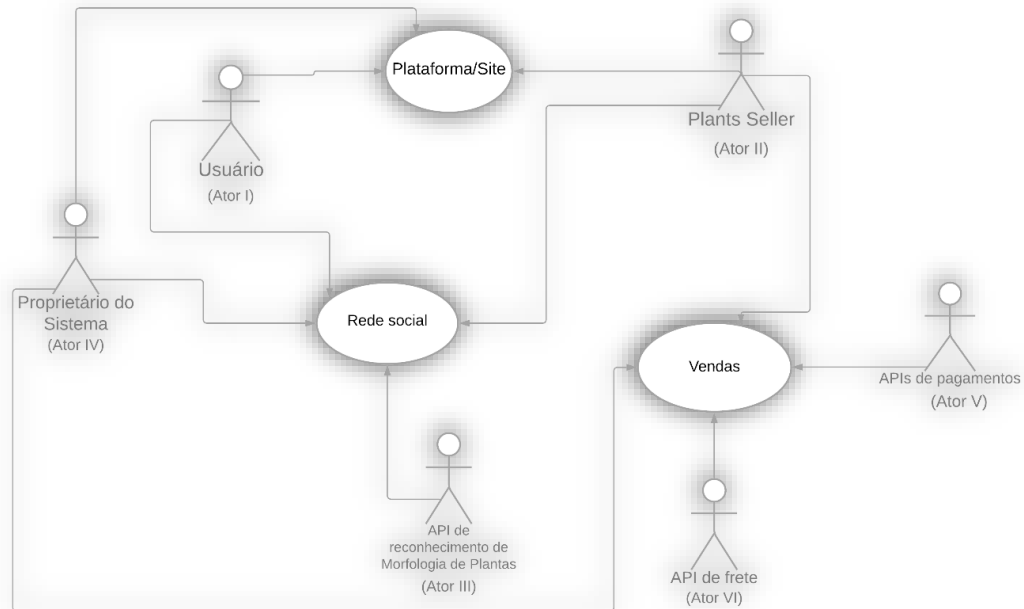 Plataforma/Site
Plants Seller
(Ator II)
Usuário
(Ator I)
Proprietário do
Sistema
(Ator IV)
Rede social
Vendas
APIs de pagamentos
(Ator V)
API de
reconhecimento de
Morfologia de Plantas
(Ator III)
API de frete
(Ator VI)